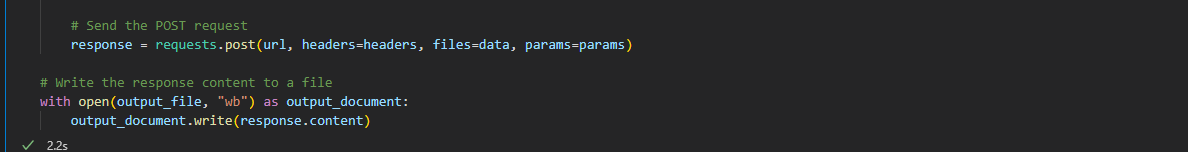 # Send the POST request
response = requests.post(url, headers=headers, files=data, params=params)
# Write the response content to a file
with open(output_file, "wb") as output_document:
output_document.write(response.content)
2.2s